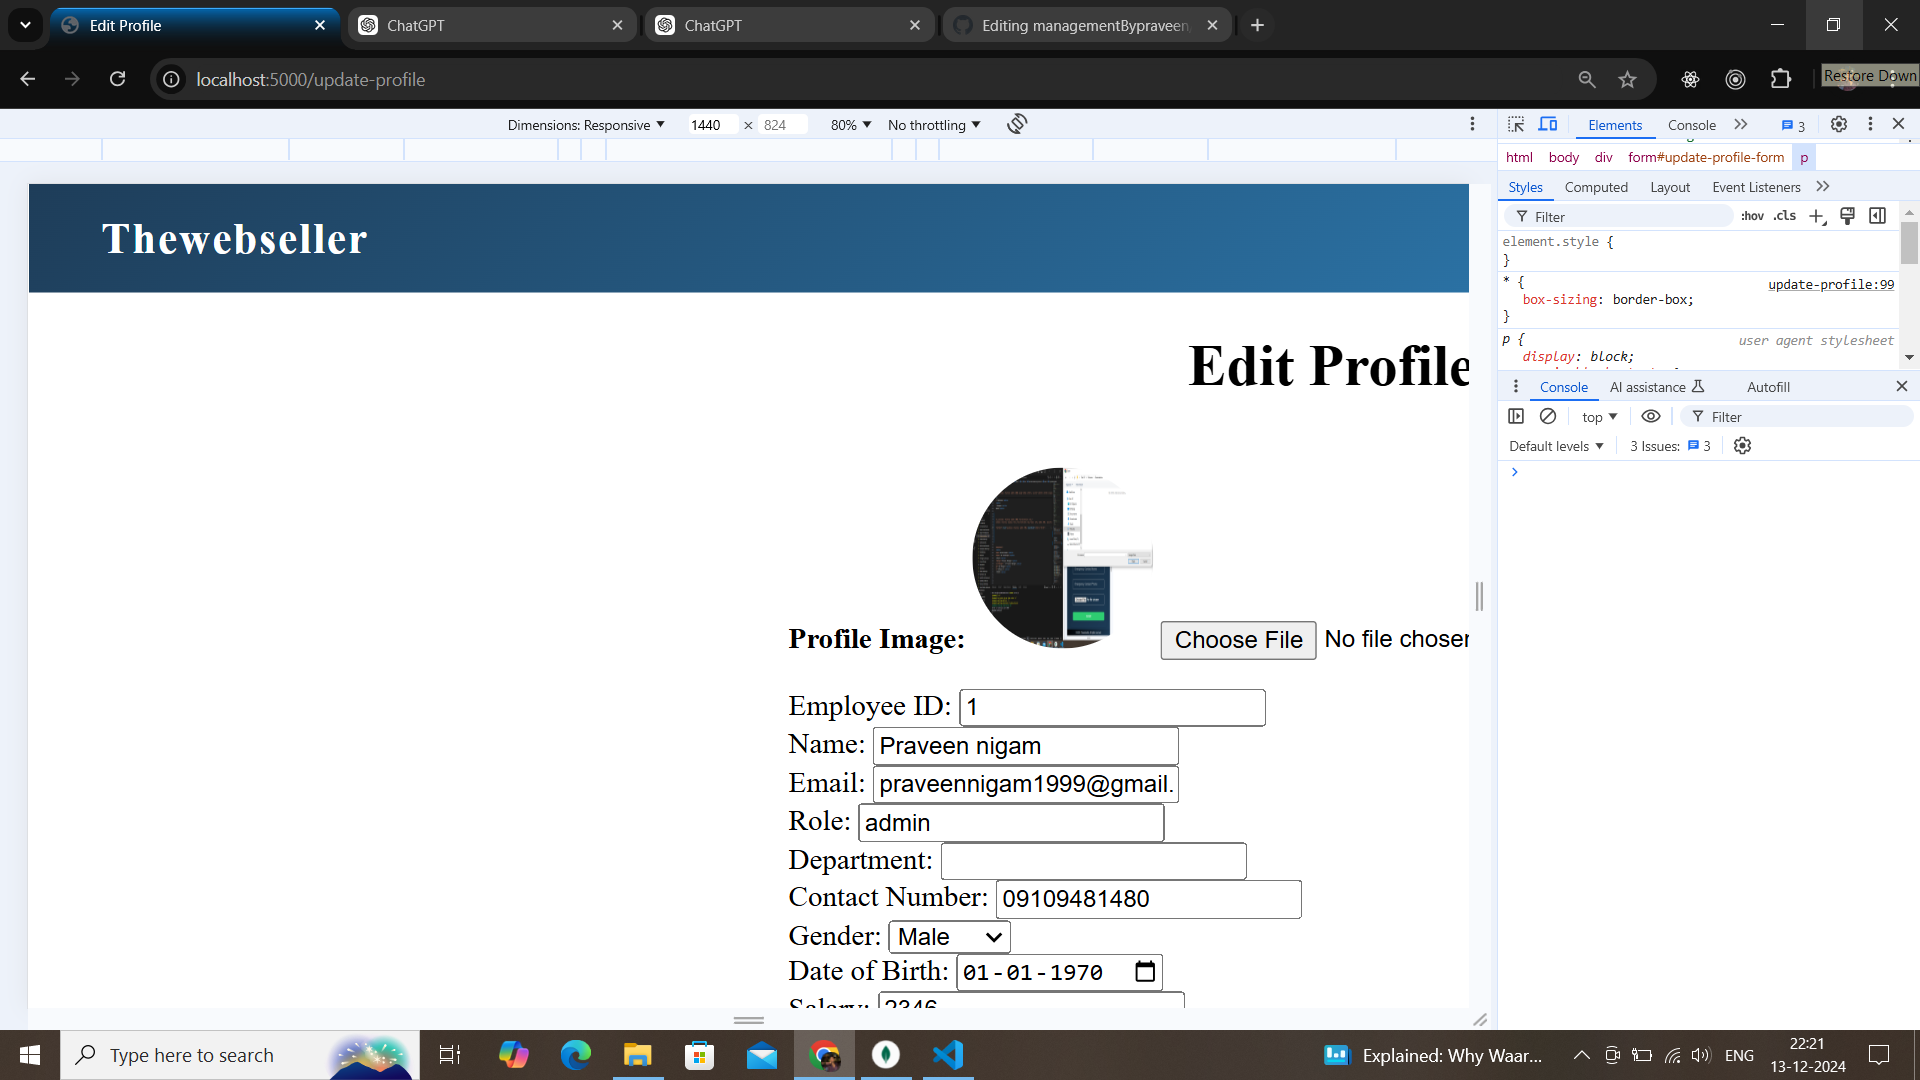 Edit Profile
ChatGPT
ChatGPT
Editing managementBypraveen
localhost:5000/update-profile
Restore Down
Dimensions: Responsive 1440 × 824 80% No throttling
Elements Console 3
html body div form#update-profile-form p
Styles Computed Layout Event Listeners
Filter :hov .cls
element.style {
}
* { update-profile:99
box-sizing: border-box;
}
p { user agent stylesheet
display: block;
Console AI assistance Autofill
top Filter
Default levels 3 Issues: 3
Thewebseller
Edit Profile
Profile Image: Choose File No file chosen
Employee ID: 1
Name: Praveen nigam
Email: praveennigam1999@gmail.
Role: admin
Department:
Contact Number: 09109481480
Gender: Male
Date of Birth: 01-01-1970
Salary: 2346
Type here to search
Explained: Why Waar...
ENG
22:21
13-12-2024